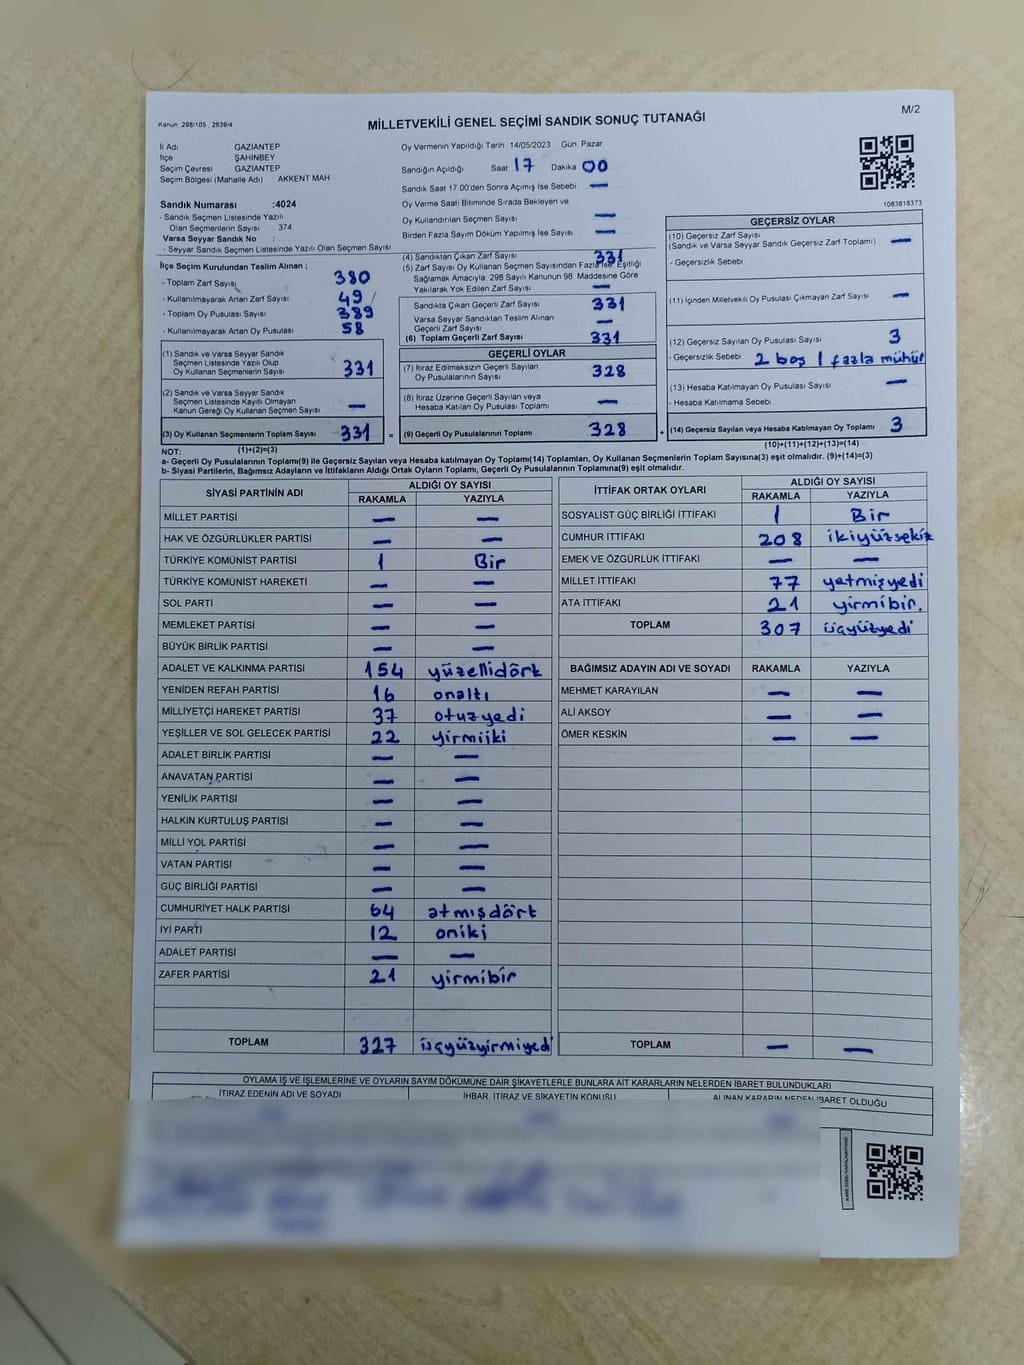 Kanun: 298/105, 2839/4
M/2
MİLLETVEKİLİ GENEL SEÇİMİ SANDIK SONUÇ TUTANAĞI
İl Adı GAZİANTEP
İlçe ŞAHİNBEY
Seçim Çevresi GAZİANTEP
Seçim Bölgesi (Mahalle Adı) : AKKENT MAH
Sandık Numarası :4024
- Sandık Seçmen Listesinde Yazılı
Olan Seçmenlerin Sayısı 374
Varsa Seyyar Sandık No :
- Seyyar Sandık Seçmen Listesinde Yazılı Olan Seçmen Sayısı
Oy Vermenin Yapıldığı Tarih 14/05/2023 Gün Pazar
Sandığın Açıldığı Saat 17 Dakika 00
Sandık Saat 17.00'den Sonra Açımış İse Sebebi —
Oy Verme Saati Bitiminde Sırada Bekleyen ve
Oy Kullandırılan Seçmen Sayısı —
Birden Fazla Sayım Döküm Yapılmış İse Sayısı —
1083818373
İlçe Seçim Kurulundan Teslim Alınan :
- Toplam Zarf Sayısı 380
- Kullanılmayarak Artan Zarf Sayısı 49
- Toplam Oy Pusulası Sayısı 389
- Kullanılmayarak Artan Oy Pusulası 58
(1) Sandık ve Varsa Seyyar Sandık
Seçmen Listesinde Yazılı Olup
Oy Kullanan Seçmenlerin Sayısı 331
(2) Sandık ve Varsa Seyyar Sandık
Seçmen Listesinde Kayıtlı Olmayan
Kanun Gereği Oy Kullanan Seçmen Sayısı —
(3) Oy Kullanan Seçmenlerin Toplam Sayısı 331 =
(1)+(2)=(3)
(4) Sandıktan Çıkan Zarf Sayısı 331
(5) Zarf Sayısı Oy Kullanan Seçmen Sayısından Fazla İse, Eşitliği
Sağlamak Amacıyla, 298 Sayılı Kanunun 98. Maddesine Göre
Yakılarak Yok Edilen Zarf Sayısı —
Sandıkta Çıkan Geçerli Zarf Sayısı 331
Varsa Seyyar Sandıktan Teslim Alınan
Geçerli Zarf Sayısı —
(6) Toplam Geçerli Zarf Sayısı 331
GEÇERLİ OYLAR
(7) İtiraz Edilmeksizin Geçerli Sayılan
Oy Pusulalarının Sayısı 328
(8) İtiraz Üzerine Geçerli Sayılan veya
Hesaba Katılan Oy Pusulası Toplamı —
(9) Geçerli Oy Pusulalarının Toplamı 328 +
GEÇERSİZ OYLAR
(10) Geçersiz Zarf Sayısı
(Sandık ve Varsa Seyyar Sandık Geçersiz Zarf Toplamı) —
- Geçersizlik Sebebi
(11) İçinden Milletvekili Oy Pusulası Çıkmayan Zarf Sayısı —
(12) Geçersiz Sayılan Oy Pusulası Sayısı 3
- Geçersizlik Sebebi 2 boş 1 fazla mühür
(13) Hesaba Katılmayan Oy Pusulası Sayısı —
- Hesaba Katılmama Sebebi
(14) Geçersiz Sayılan veya Hesaba Katılmayan Oy Toplamı 3
(10)+(11)+(12)+(13)=(14)
NOT:
a- Geçerli Oy Pusulalarının Toplamı(9) ile Geçersiz Sayılan veya Hesaba Katılmayan Oy Toplamı(14) Toplamları, Oy Kullanan Seçmenlerin Toplam Sayısına(3) eşit olmalıdır. (9)+(14)=(3)
b- Siyasi Partilerin, Bağımsız Adayların ve İttifakların Aldığı Ortak Oyların Toplamı, Geçerli Oy Pusulalarının Toplamına(9) eşit olmalıdır.
SİYASİ PARTİNİN ADI ALDIĞI OY SAYISI
RAKAMLA YAZIYLA
MİLLET PARTİSİ — —
HAK VE ÖZGÜRLÜKLER PARTİSİ — —
TÜRKİYE KOMÜNİST PARTİSİ 1 Bir
TÜRKİYE KOMÜNİST HAREKETİ — —
SOL PARTİ — —
MEMLEKET PARTİSİ — —
BÜYÜK BİRLİK PARTİSİ — —
ADALET VE KALKINMA PARTİSİ 154 yüzellidört
YENİDEN REFAH PARTİSİ 16 onaltı
MİLLİYETÇİ HAREKET PARTİSİ 37 otuzyedi
YEŞİLLER VE SOL GELECEK PARTİSİ 22 yirmiiki
ADALET BİRLİK PARTİSİ — —
ANAVATAN PARTİSİ — —
YENİLİK PARTİSİ — —
HALKIN KURTULUŞ PARTİSİ — —
MİLLİ YOL PARTİSİ — —
VATAN PARTİSİ — —
GÜÇ BİRLİĞİ PARTİSİ — —
CUMHURİYET HALK PARTİSİ 64 atmışdört
İYİ PARTİ 12 oniki
ADALET PARTİSİ — —
ZAFER PARTİSİ 21 yirmibir
TOPLAM 327 üçyüzyirmiyedi
İTTİFAK ORTAK OYLARI ALDIĞI OY SAYISI
RAKAMLA YAZIYLA
SOSYALİST GÜÇ BİRLİĞİ İTTİFAKI 1 Bir
CUMHUR İTTİFAKI 208 ikiyüzsekiz
EMEK VE ÖZGÜRLÜK İTTİFAKI — —
MİLLET İTTİFAKI 77 yetmişyedi
ATA İTTİFAKI 21 yirmibir.
TOPLAM 307 üçyüzyedi
BAĞIMSIZ ADAYIN ADI VE SOYADI RAKAMLA YAZIYLA
MEHMET KARAYILAN — —
ALİ AKSOY — —
ÖMER KESKİN — —
TOPLAM — —
OYLAMA İŞ VE İŞLEMLERİNE VE OYLARIN SAYIM DÖKÜMÜNE DAİR ŞİKAYETLERLE BUNLARA AİT KARARLARIN NELERDEN İBARET BULUNDUKLARI
İTİRAZ EDENİN ADI VE SOYADI İHBAR, İTİRAZ VE ŞİKAYETİN KONUSU ALINAN KARARIN NEDEN İBARET OLDUĞU